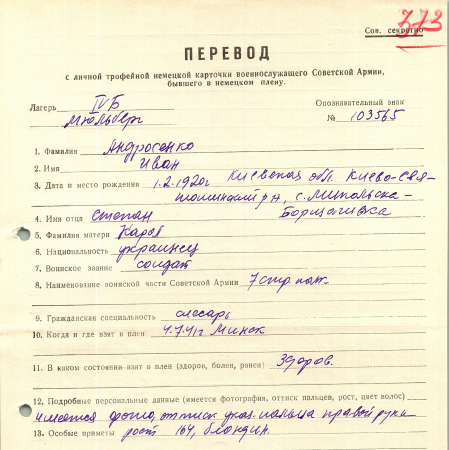 373
Сов. секретно
ПЕРЕВОД
с личной трофейной немецкой карточки военнослужащего Советской Армии,
бывшего в немецком плену.
Лагерь IVБ
Мюльберг
Опознавательный знак
№ 103565
1. Фамилия Андросенко
2. Имя Иван
3. Дата и место рождения 1.2.1920г Киевская обл. Киево-Свя-
тошинский р-н, с. Микольска-
Борщаговка
4. Имя отца Степан
5. Фамилия матери
6. Национальность украинец
7. Воинское звание солдат
8. Наименование воинской части Советской Армии 7 стр. полк.
9. Гражданская специальность слесарь
10. Когда и где взят в плен 4.7.41г Минск
11. В каком состоянии взят в плен (здоров, болен, ранен) Здоров.
12. Подробные персональные данные (имеется фотография, оттиск пальцев, рост, цвет волос)
имеется фото, оттиск указ. пальца правой руки
13. Особые приметы рост 164, блондин.